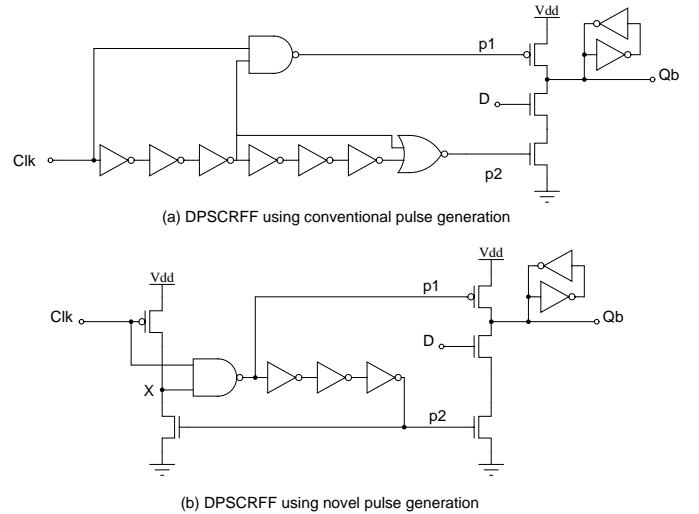 Vdd
p1
Qb
D
Clk
p2
(a) DPSCRFF using conventional pulse generation
Vdd
Vdd
Clk
p1
Qb
D
X
p2
(b) DPSCRFF using novel pulse generation